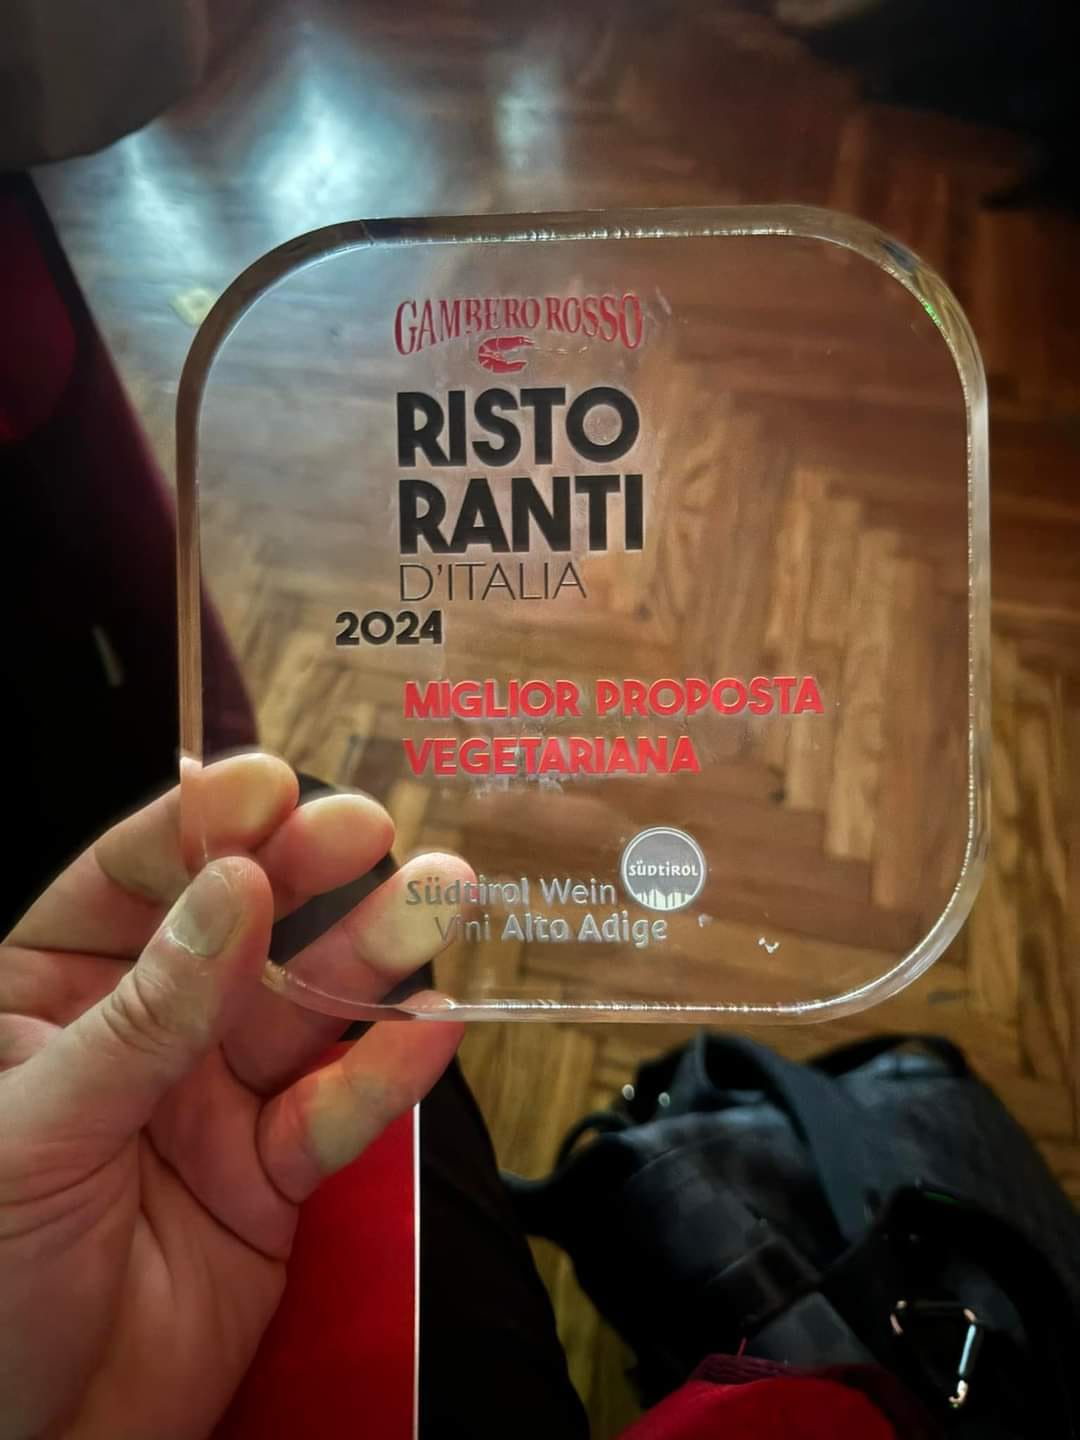 GAMBERO ROSSO
RISTO
RANTI
D'ITALIA
2024
MIGLIOR PROPOSTA
VEGETARIANA
SÜDTIROL
Südtirol Wein
Vini Alto Adige